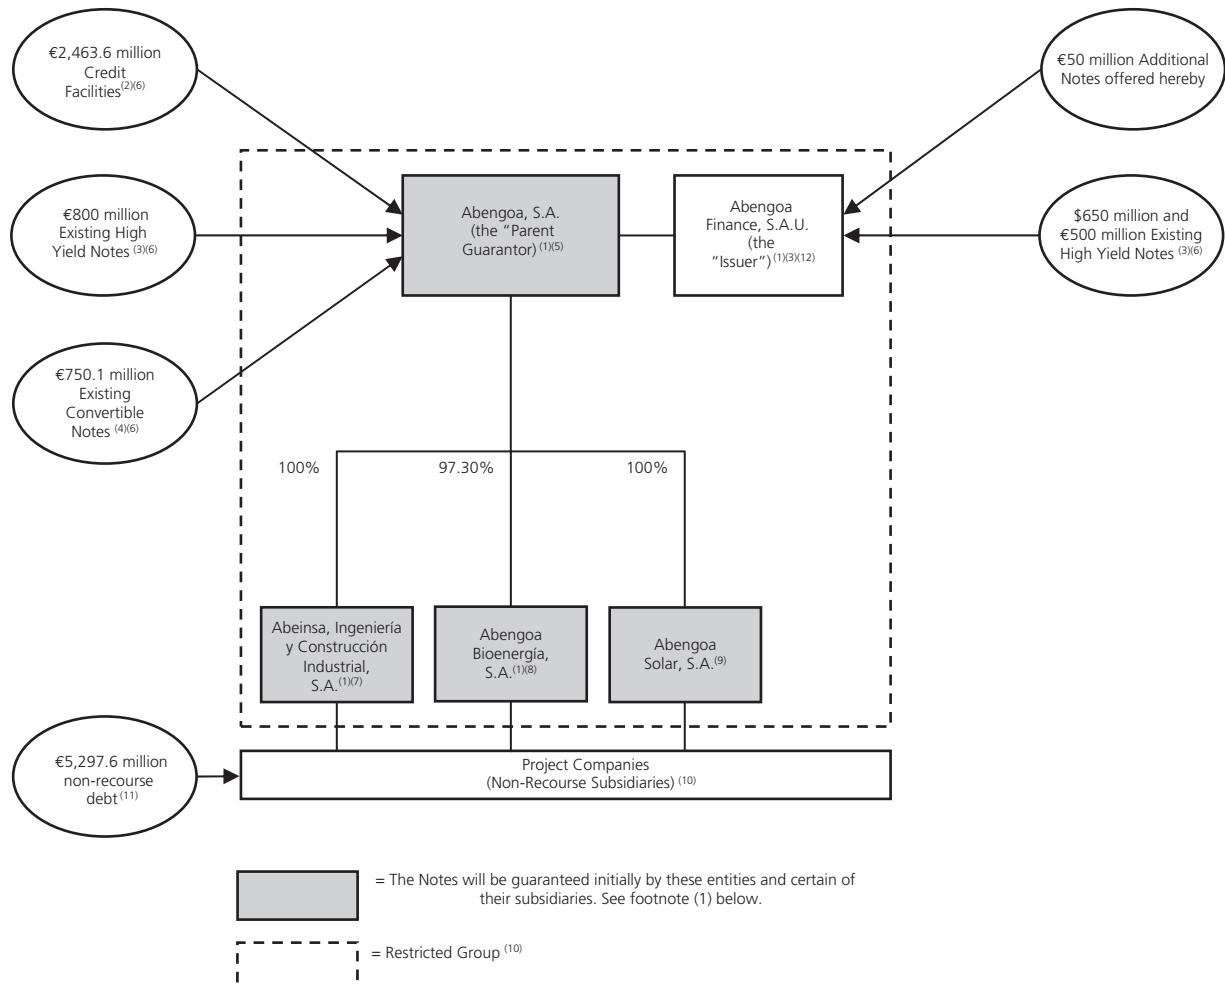 €2,463.6 million
Credit
Facilities(2)(6)
€50 million Additional
Notes offered hereby
€800 million
Existing High
Yield Notes (3)(6)
Abengoa, S.A.
(the “Parent
Guarantor) (1)(5)
Abengoa
Finance, S.A.U.
(the
“Issuer”) (1)(3)(12)
$650 million and
€500 million Existing
High Yield Notes (3)(6)
€750.1 million
Existing
Convertible
Notes (4)(6)
100%
97.30%
100%
Abeinsa, Ingeniería
y Construcción
Industrial,
S.A.(1)(7)
Abengoa
Bioenergía,
S.A.(1)(8)
Abengoa
Solar, S.A.(9)
€5,297.6 million
non-recourse
debt (11)
Project Companies
(Non-Recourse Subsidiaries) (10)
= The Notes will be guaranteed initially by these entities and certain of
their subsidiaries. See footnote (1) below.
= Restricted Group (10)